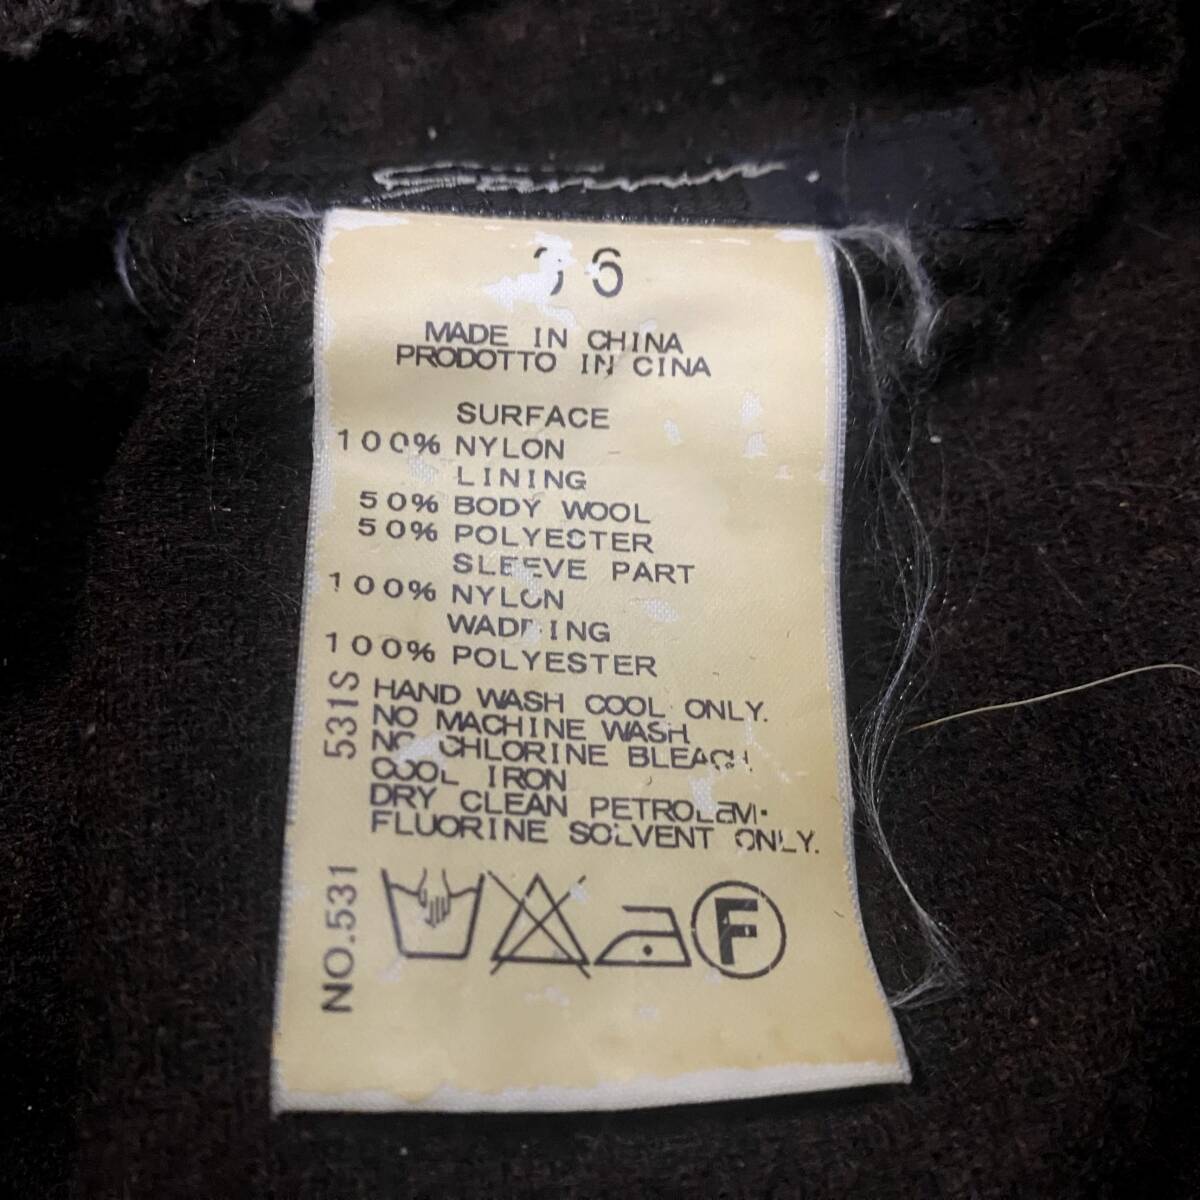 6
MADE IN CHINA
PRODOTTO IN CINA
SURFACE
100% NYLON
LINING
50% BODY WOOL
50% POLYESTER
SLEEVE PART
100% NYLON
WADDING
100% POLYESTER
HAND WASH COOL ONLY.
NO MACHINE WASH
NO CHLORINE BLEACH.
COOL IRON
DRY CLEAN PETROLEM·
FLUORINE SOLVENT ONLY.
F
NO.531 531S